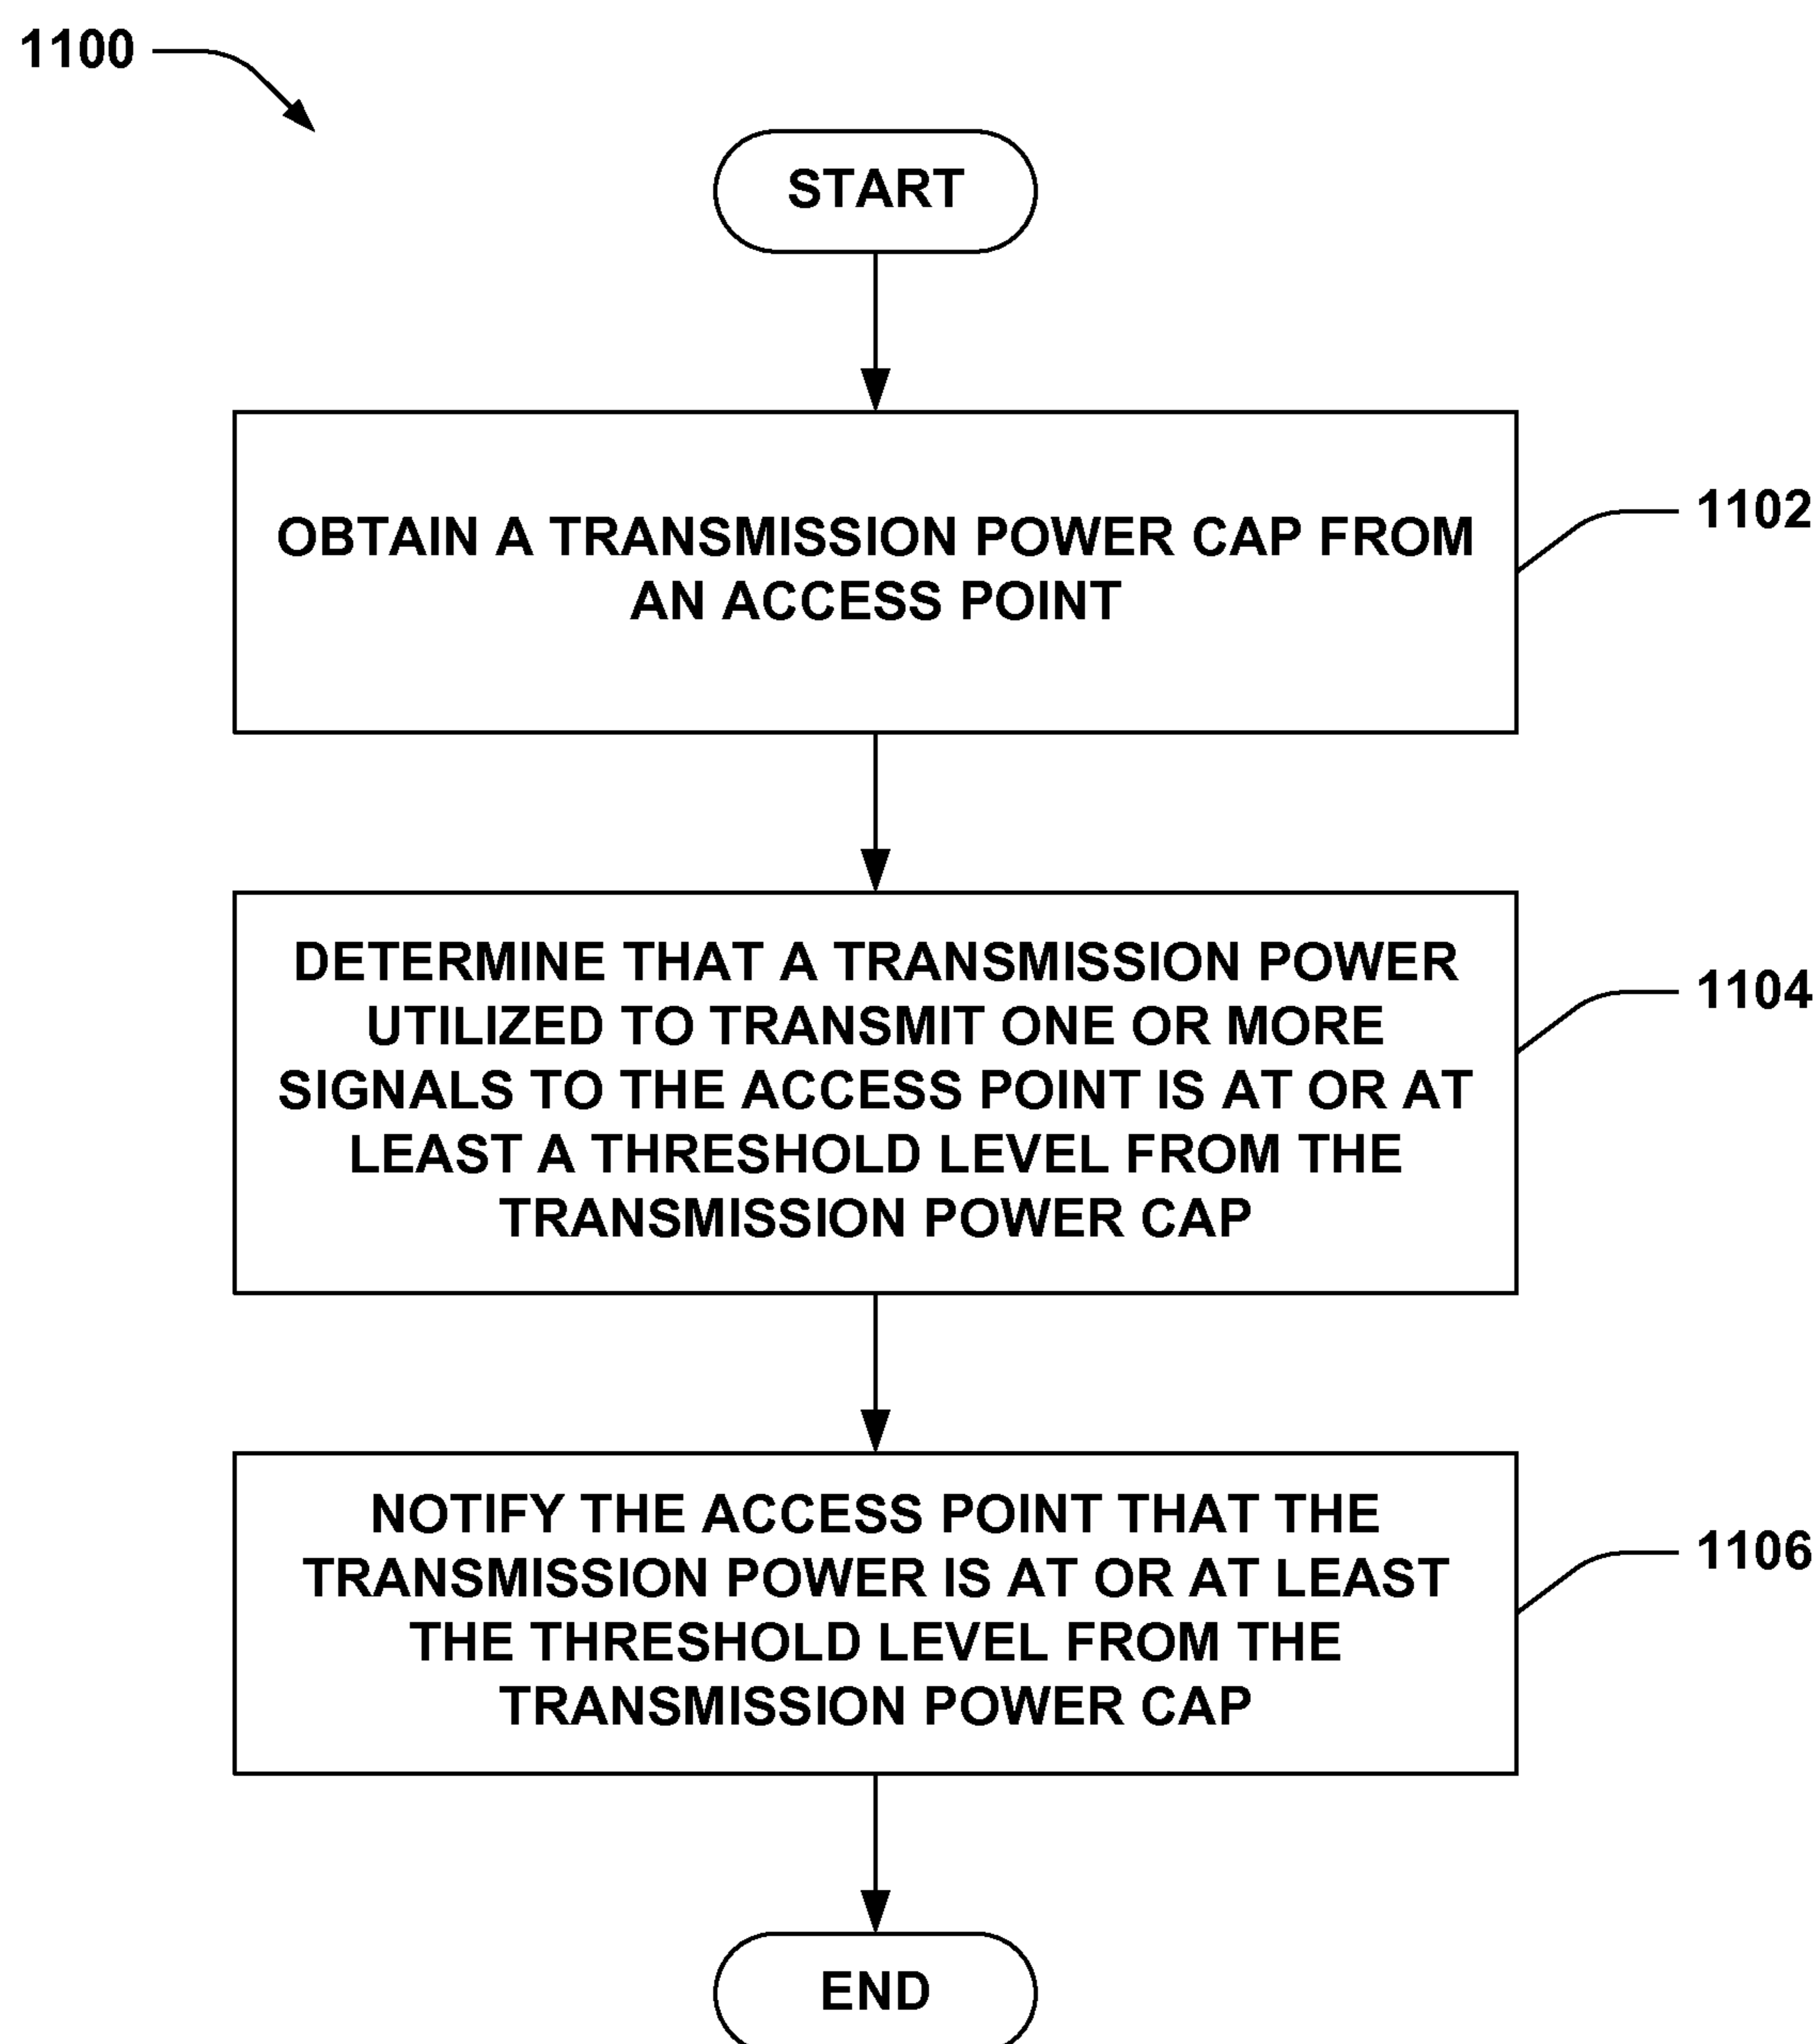 1100
START
OBTAIN A TRANSMISSION POWER CAP FROM
AN ACCESS POINT
1102
DETERMINE THAT A TRANSMISSION POWER
UTILIZED TO TRANSMIT ONE OR MORE
SIGNALS TO THE ACCESS POINT IS AT OR AT
LEAST A THRESHOLD LEVEL FROM THE
TRANSMISSION POWER CAP
1104
NOTIFY THE ACCESS POINT THAT THE
TRANSMISSION POWER IS AT OR AT LEAST
THE THRESHOLD LEVEL FROM THE
TRANSMISSION POWER CAP
1106
END